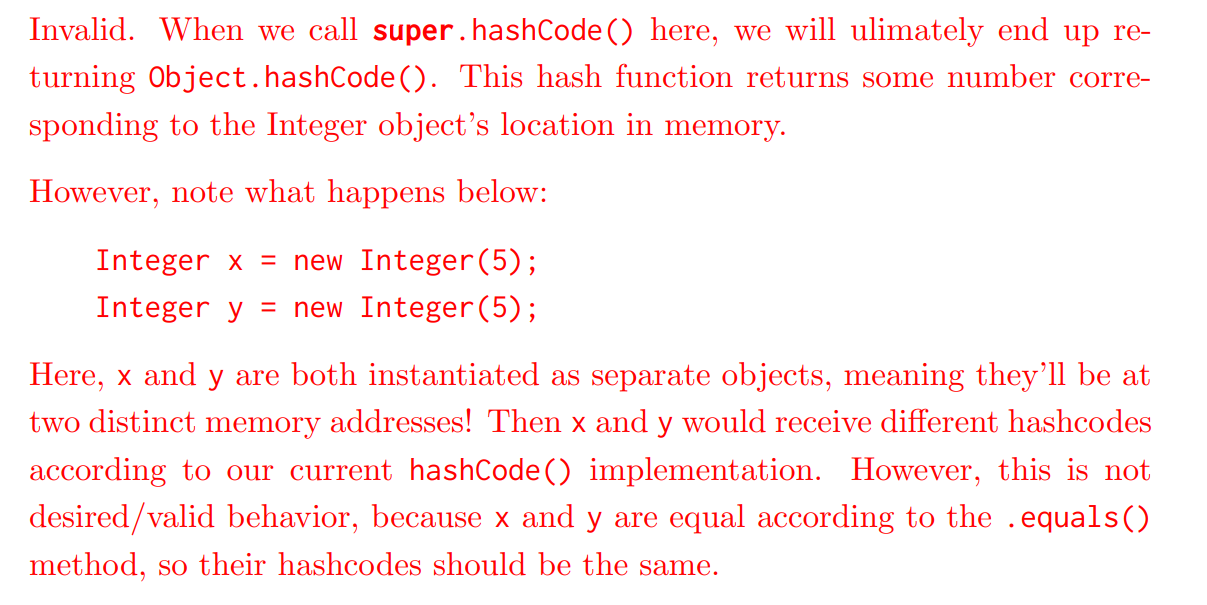 Invalid. When we call super.hashCode() here, we will ulimately end up re-
turning Object.hashCode(). This hash function returns some number corre-
sponding to the Integer object's location in memory.
However, note what happens below:
Integer x = new Integer(5);
Integer y = new Integer(5);
Here, x and y are both instantiated as separate objects, meaning they'll be at
two distinct memory addresses! Then x and y would receive different hashcodes
according to our current hashCode() implementation. However, this is not
desired/valid behavior, because x and y are equal according to the .equals()
method, so their hashcodes should be the same.